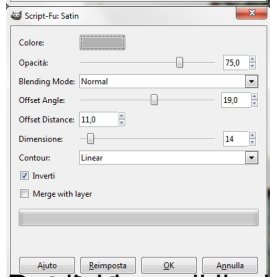 Script-Fu: Satin
Colore:
Opacità: 75,0
Blending Mode: Normal
Offset Angle: 19,0
Offset Distance: 11,0
Dimensione: 14
Contour: Linear
Inverti
Merge with layer
Aiuto Reimposta OK Annulla